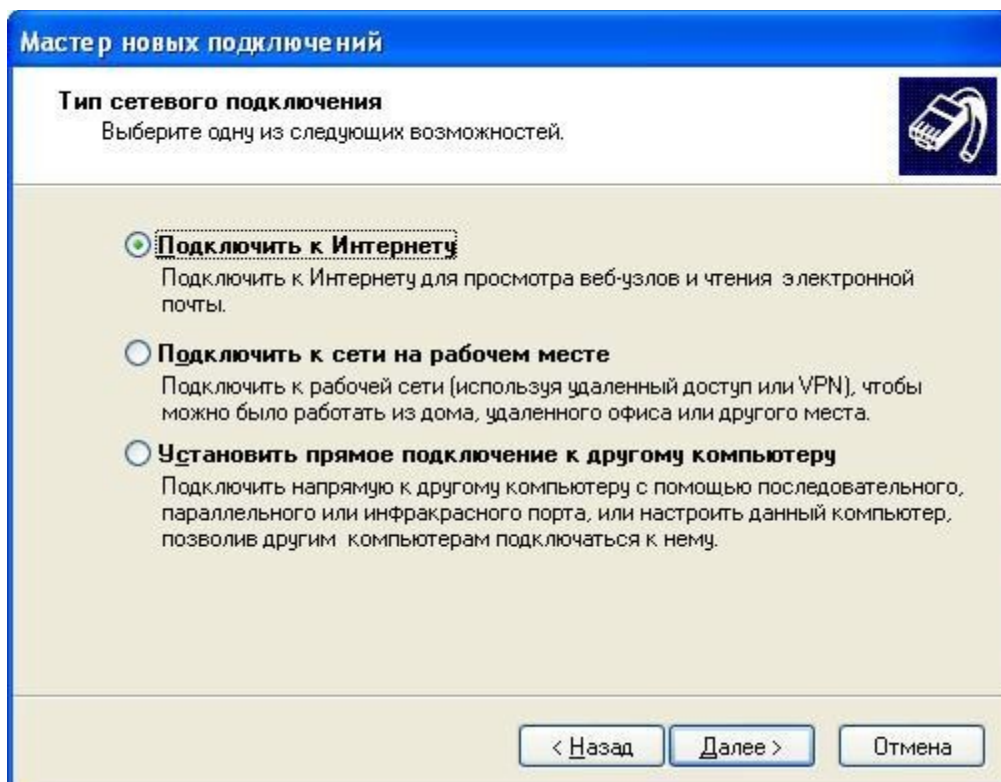 Мастер новых подключений
Тип сетевого подключения
Выберите одну из следующих возможностей.
Подключить к Интернету
Подключить к Интернету для просмотра веб-узлов и чтения электронной
почты.
Подключить к сети на рабочем месте
Подключить к рабочей сети (используя удаленный доступ или VPN), чтобы
можно было работать из дома, удаленного офиса или другого места.
Установить прямое подключение к другому компьютеру
Подключить напрямую к другому компьютеру с помощью последовательного,
параллельного или инфракрасного порта, или настроить данный компьютер,
позволив другим компьютерам подключаться к нему.
< Назад Далее > Отмена